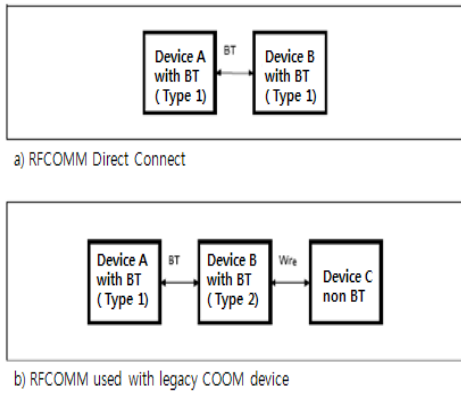 Device A
with BT
( Type 1)
BT
Device B
with BT
( Type 1)
a) RFCOMM Direct Connect
Device A
with BT
( Type 1)
BT
Device B
with BT
( Type 2)
Wire
Device C
non BT
b) RFCOMM used with legacy COOM device